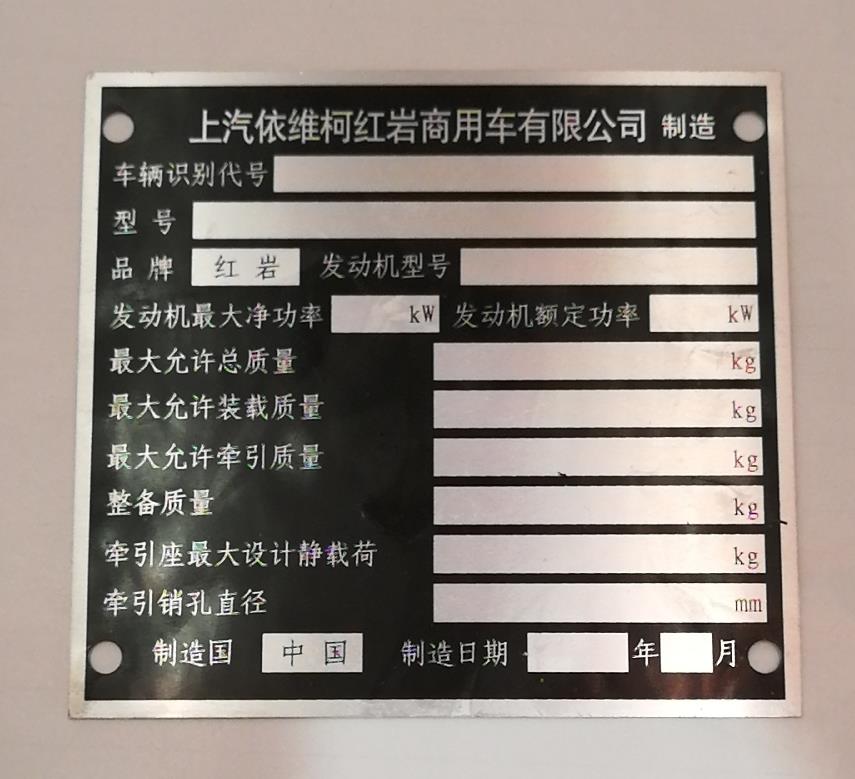 上汽依维柯红岩商用车有限公司 制造
车辆识别代号
型 号
品 牌 红 岩 发动机型号
发动机最大净功率 kW 发动机额定功率 kW
最大允许总质量 kg
最大允许装载质量 kg
最大允许牵引质量 kg
整备质量 kg
牵引座最大设计静载荷 kg
牵引销孔直径 mm
制造国 中 国 制造日期 年 月